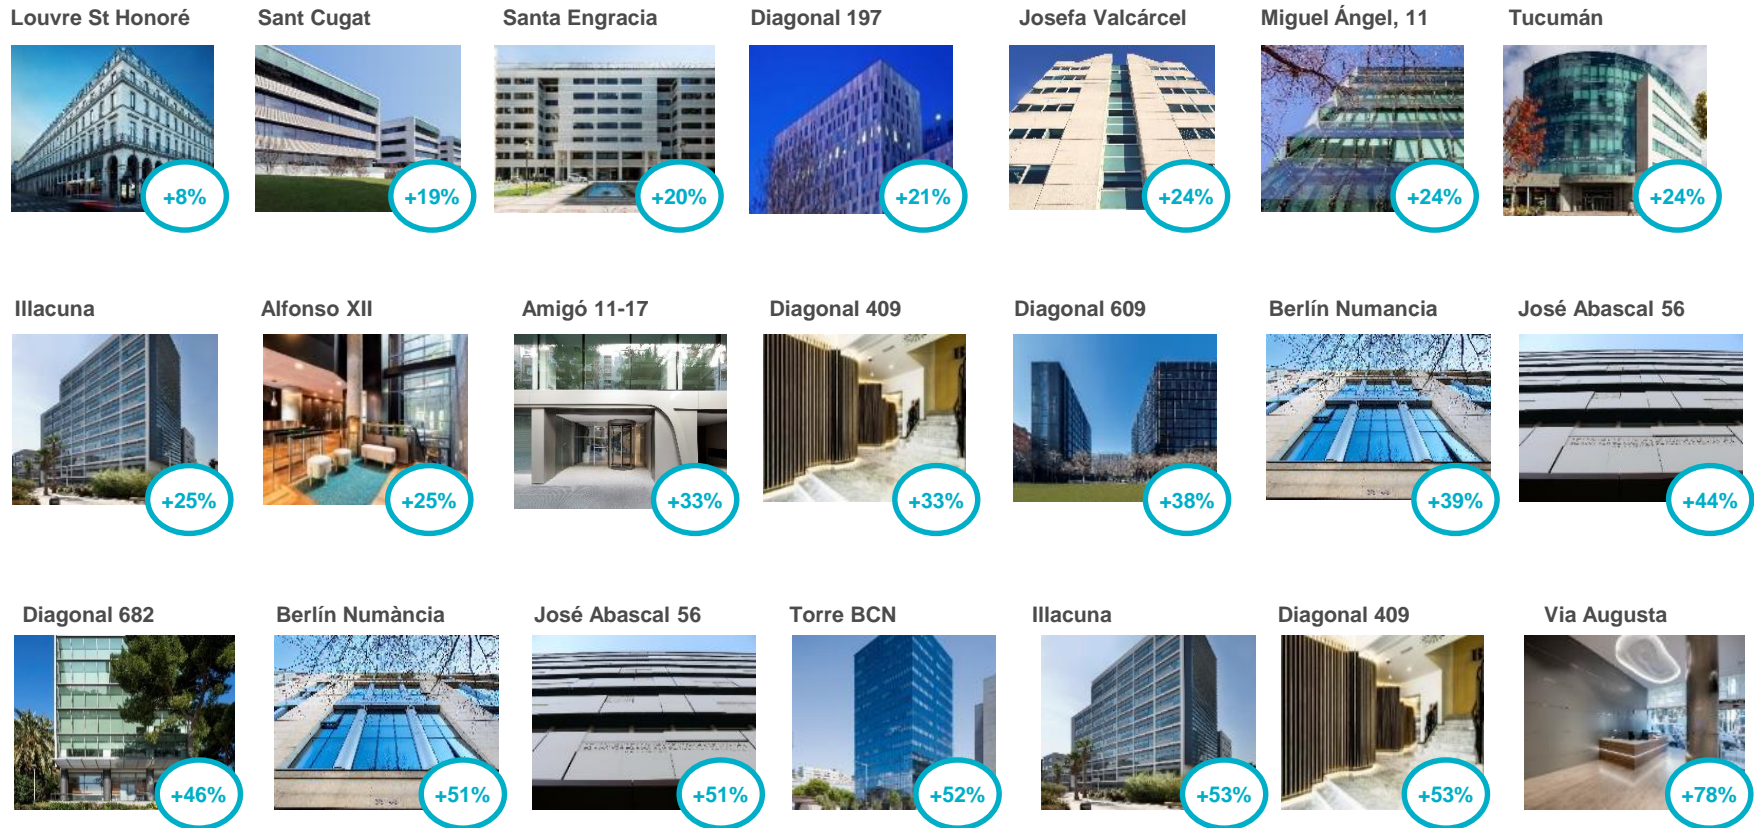 Louvre St Honoré
Sant Cugat
Santa Engracia
Diagonal 197
Josefa Valcárcel
Miguel Ángel, 11
Tucumán
+8%
+19%
+20%
+21%
+24%
+24%
+24%
Illacuna
Alfonso XII
Amigó 11-17
Diagonal 409
Diagonal 609
Berlín Numancia
José Abascal 56
+25%
+25%
+33%
+33%
+38%
+39%
+44%
Diagonal 682
Berlín Numància
José Abascal 56
Torre BCN
Illacuna
Diagonal 409
Via Augusta
+46%
+51%
+51%
+52%
+53%
+53%
+78%